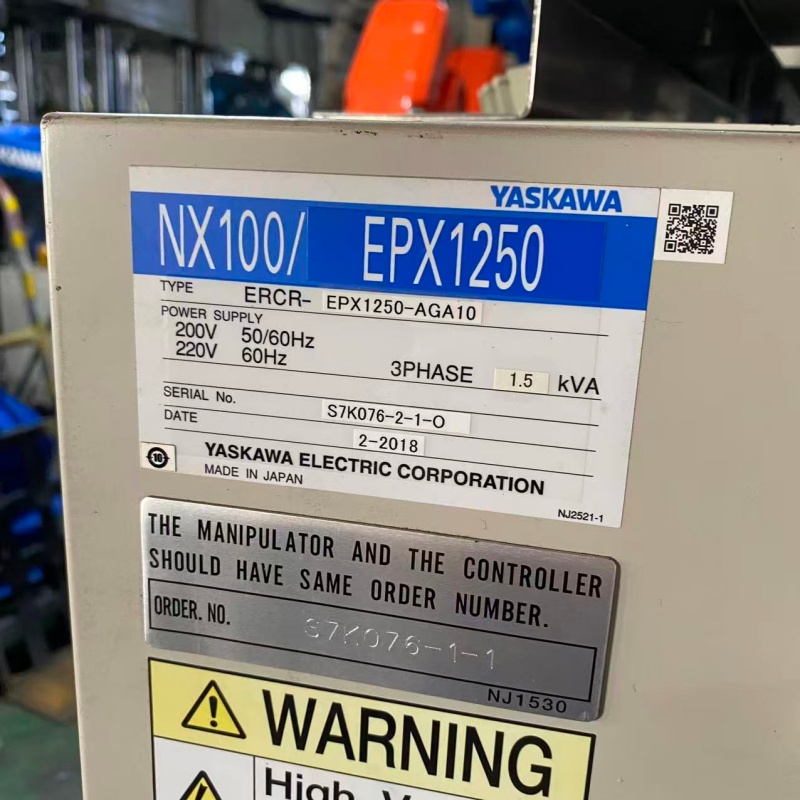 YASKAWA
NX100/ EPX1250
TYPE ERCR- EPX1250-AGA10
POWER SUPPLY
200V 50/60Hz
220V 60Hz
3PHASE 1.5 kVA
SERIAL No. S7K076-2-1-O
DATE 2-2018
YASKAWA ELECTRIC CORPORATION
MADE IN JAPAN
NJ2521-1
THE MANIPULATOR AND THE CONTROLLER
SHOULD HAVE SAME ORDER NUMBER.
ORDER. NO. S7K076-1-1
NJ1530
WARNING
High